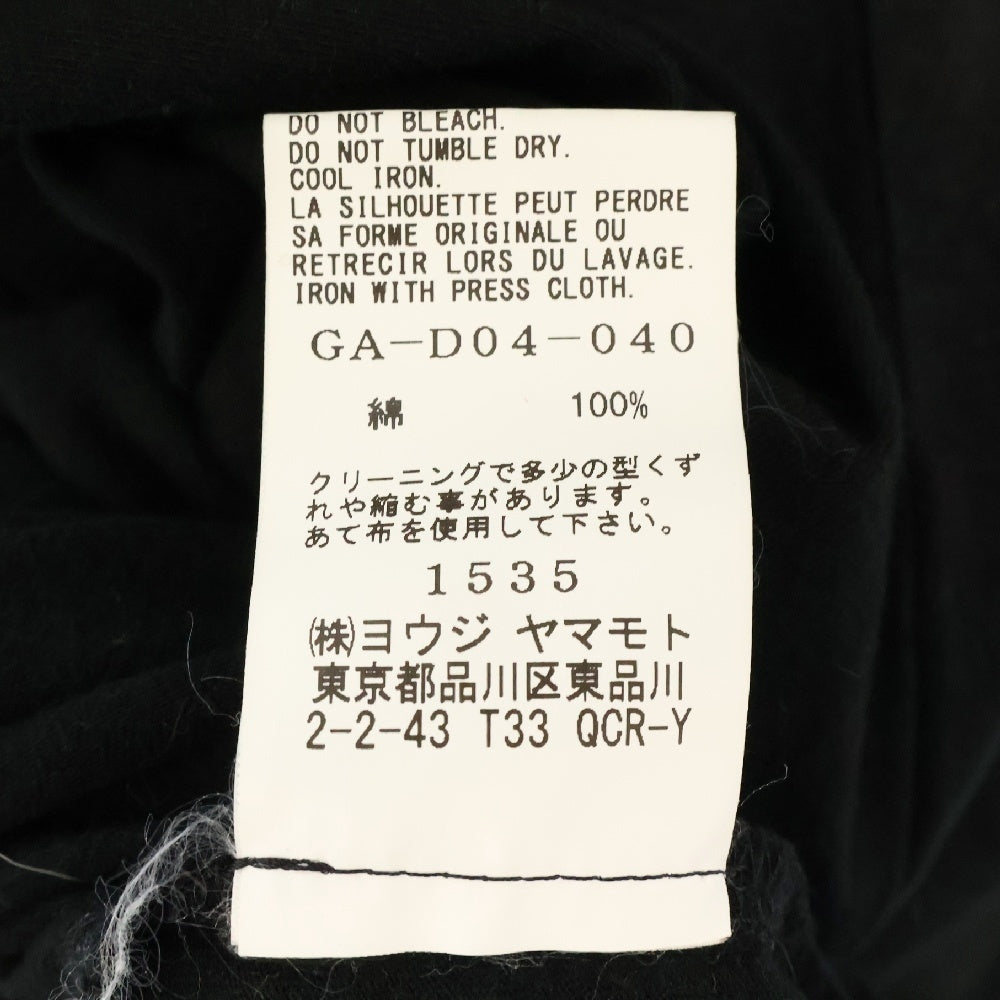 DO NOT BLEACH.
DO NOT TUMBLE DRY.
COOL IRON.
LA SILHOUETTE PEUT PERDRE
SA FORME ORIGINALE OU
RETRECIR LORS DU LAVAGE.
IRON WITH PRESS CLOTH.
GA-D04-040
綿 100%
クリーニングで多少の型くず
れや縮む事があります。
あて布を使用して下さい。
1535
(株)ヨウジ ヤマモト
東京都品川区東品川
2-2-43 T33 QCR-Y